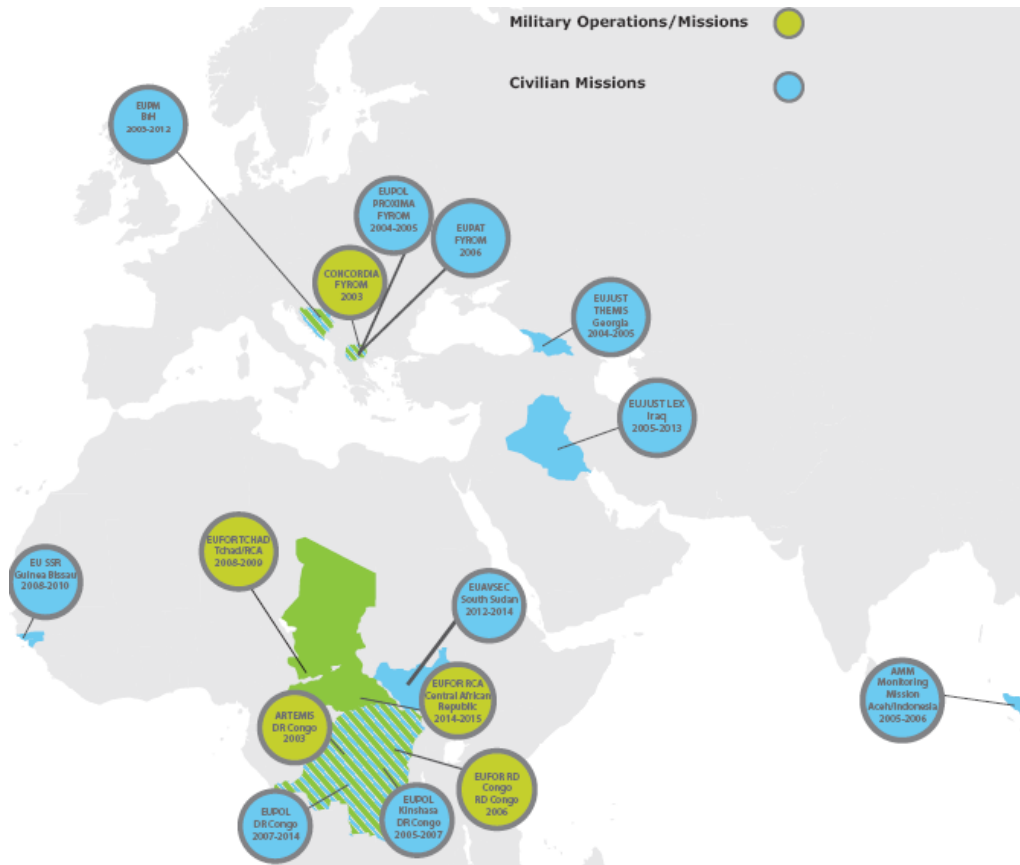 Military Operations/Missions
Civilian Missions
EUPM
BiH
2003-2012
EUPOL
PROXIMA
FYROM
2004-2005
EUPAT
FYROM
2006
CONCORDIA
FYROM
2003
EUJUST
THEMIS
Georgia
2004-2005
EUJUST LEX
Iraq
2005-2013
EUFOR TCHAD
Tchad/RCA
2008-2009
EU SSR
Guinea Bissau
2008-2010
EUAVSEC
South Sudan
2012-2014
EUFOR RCA
Central African
Republic
2014-2015
AMM
Monitoring
Mission
Aceh/Indonesia
2005-2006
ARTEMIS
DR Congo
2003
EUFOR RD
Congo
RD Congo
2006
EUPOL
DR Congo
2007-2014
EUPOL
Kinshasa
DR Congo
2005-2007